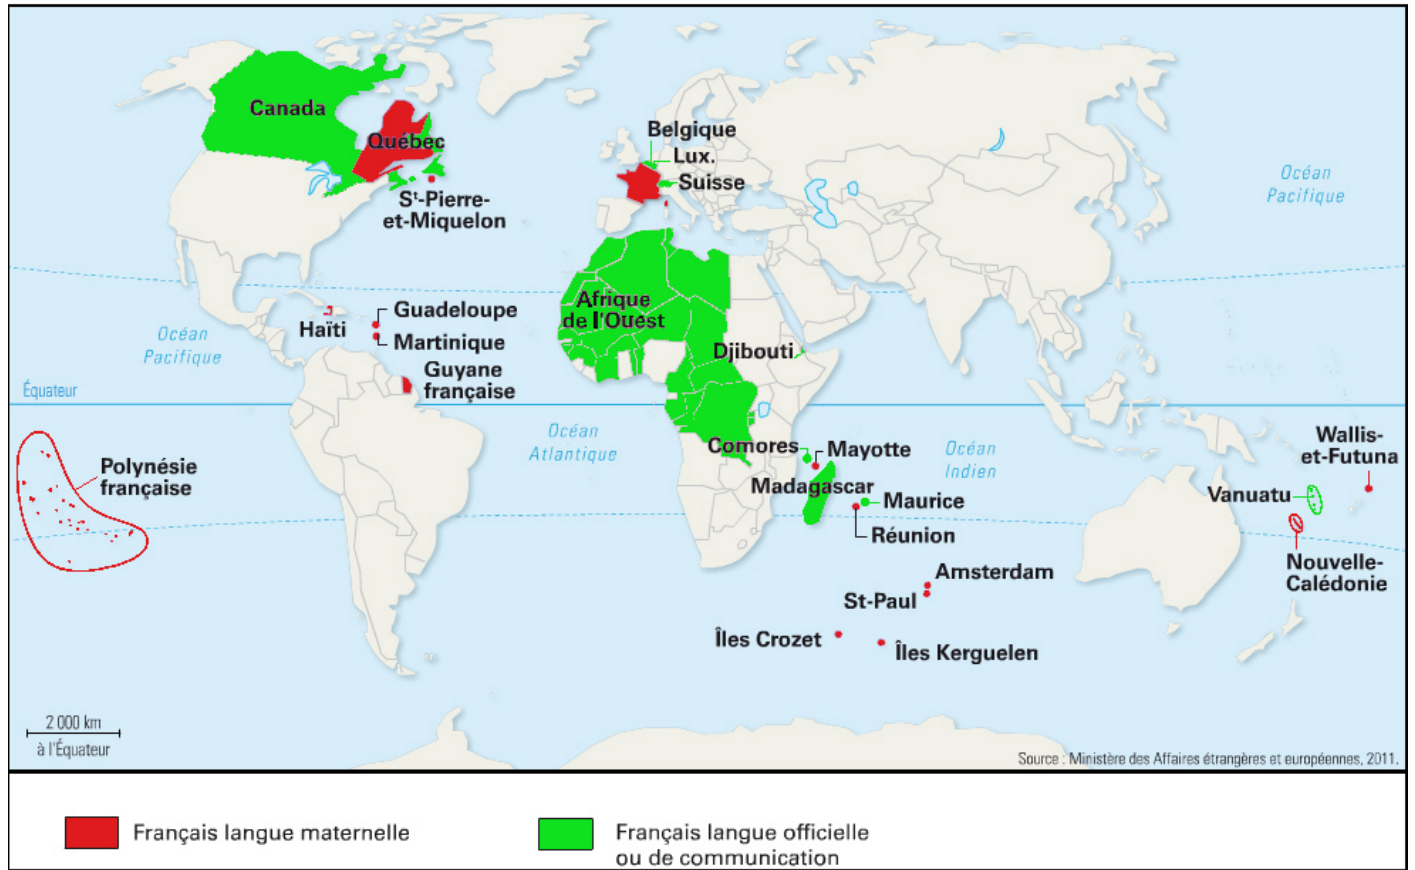 Canada
Québec
Belgique
Lux.
Suisse
Océan
Pacifique
St-Pierre-
et-Miquelon
Afrique
de l'Ouest
Guadeloupe
Haïti
Martinique
Océan
Pacifique
Djibouti
Guyane
française
Équateur
Océan
Atlantique
Comores
Mayotte
Océan
Indien
Wallis-
et-Futuna
Polynésie
française
Madagascar
Maurice
Vanuatu
Réunion
Nouvelle-
Calédonie
Amsterdam
St-Paul
Îles Crozet
Îles Kerguelen
2 000 km
à l'Équateur
Source : Ministère des Affaires étrangères et européennes, 2011.
Français langue maternelle
Français langue officielle
ou de communication